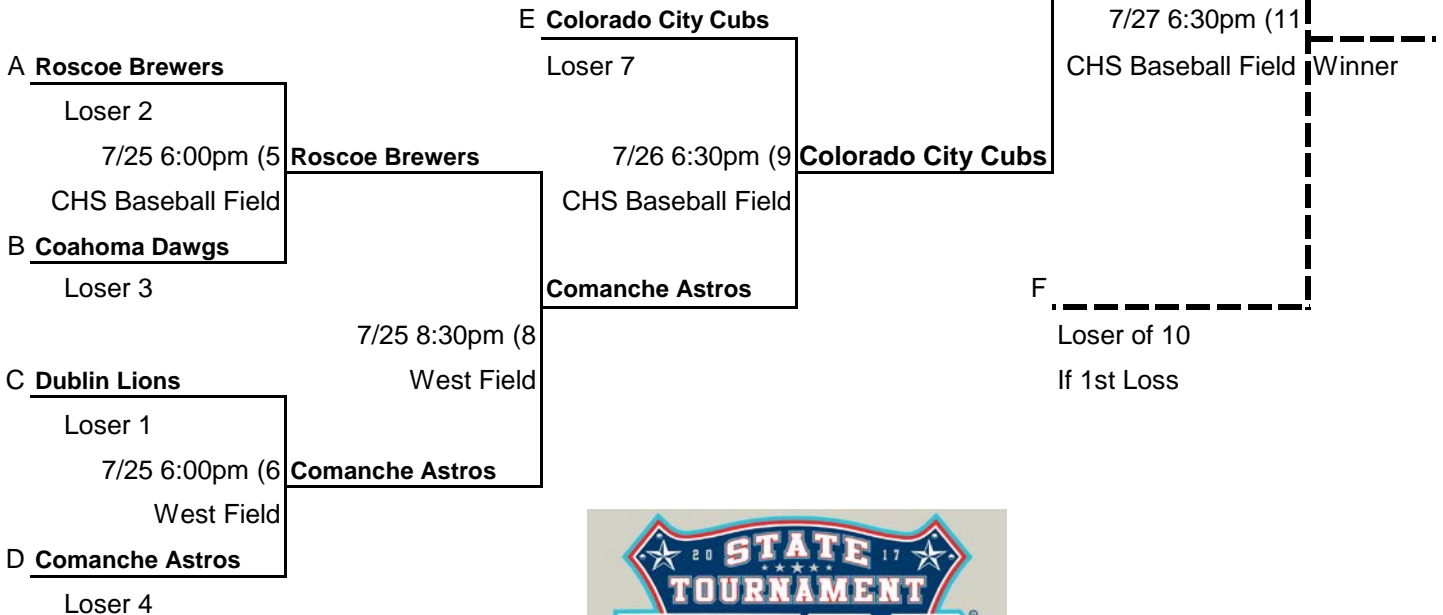 E Colorado City Cubs
7/27 6:30pm (11
A Roscoe Brewers
Loser 7
CHS Baseball Field
Winner
Loser 2
7/25 6:00pm (5
Roscoe Brewers
7/26 6:30pm (9
Colorado City Cubs
CHS Baseball Field
CHS Baseball Field
B Coahoma Dawgs
Loser 3
Comanche Astros
F
7/25 8:30pm (8
Loser of 10
C Dublin Lions
West Field
If 1st Loss
Loser 1
7/25 6:00pm (6
Comanche Astros
West Field
D Comanche Astros
Loser 4
20 STATE 17
TOURNAMENT
®